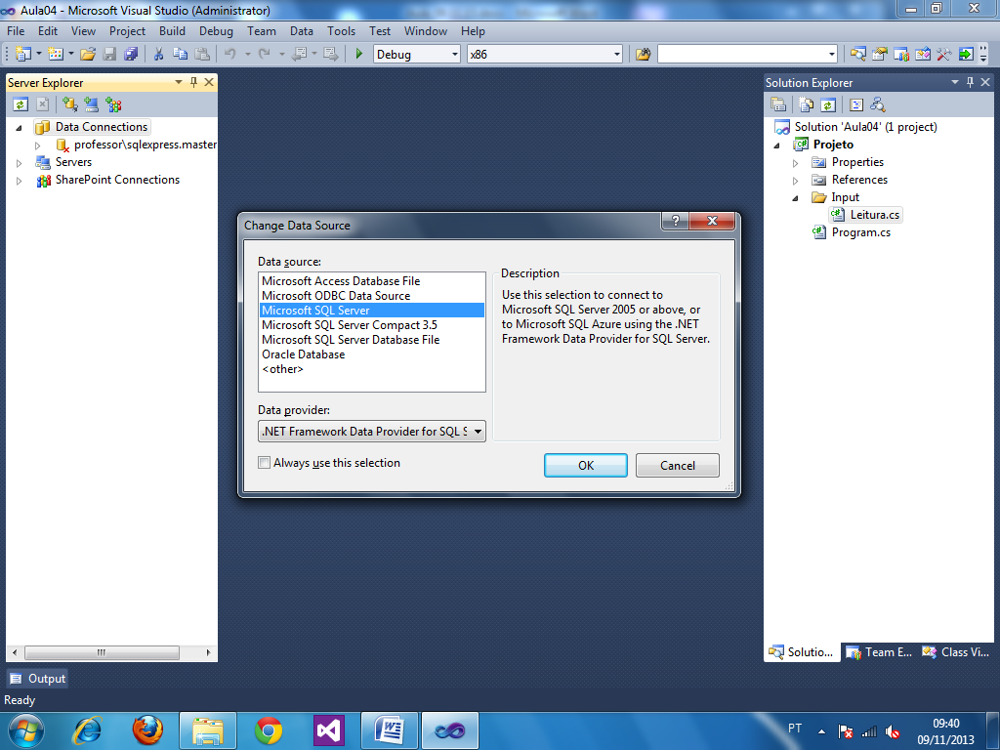 Aula04 - Microsoft Visual Studio (Administrator)
File Edit View Project Build Debug Team Data Tools Test Window Help
Debug x86
Server Explorer
Data Connections
professor\sqlexpress.master
Servers
SharePoint Connections
Change Data Source
Data source:
Microsoft Access Database File
Microsoft ODBC Data Source
Microsoft SQL Server
Microsoft SQL Server Compact 3.5
Microsoft SQL Server Database File
Oracle Database
<other>
Data provider:
.NET Framework Data Provider for SQL S
Always use this selection
Description
Use this selection to connect to
Microsoft SQL Server 2005 or above, or
to Microsoft SQL Azure using the .NET
Framework Data Provider for SQL Server.
OK Cancel
Solution Explorer
Solution 'Aula04' (1 project)
Projeto
Properties
References
Input
Leitura.cs
Program.cs
Solutio... Team E... Class Vi...
Output
Ready
PT
09:40
09/11/2013